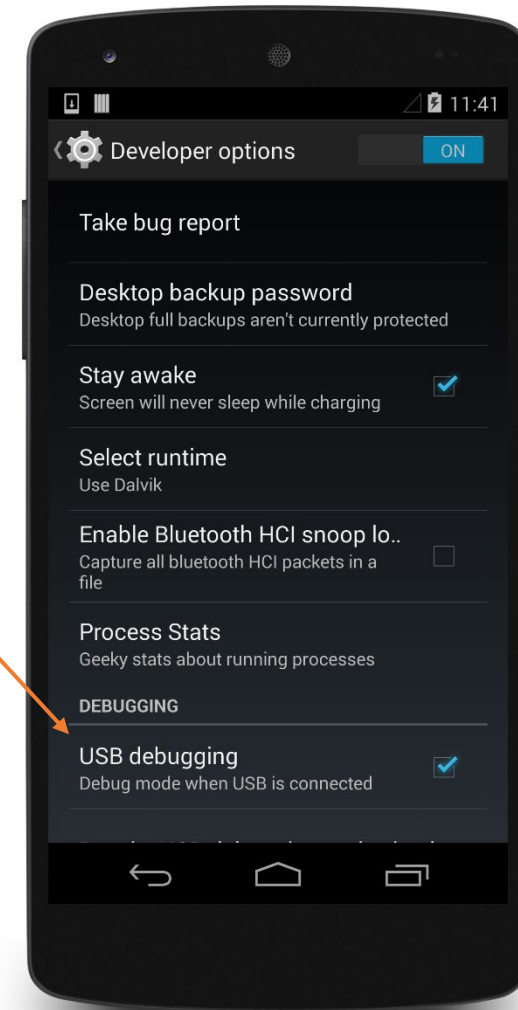 11:41
Developer options
ON
Take bug report
Desktop backup password
Desktop full backups aren't currently protected
Stay awake
Screen will never sleep while charging
Select runtime
Use Dalvik
Enable Bluetooth HCI snoop lo..
Capture all bluetooth HCI packets in a
file
Process Stats
Geeky stats about running processes
DEBUGGING
USB debugging
Debug mode when USB is connected